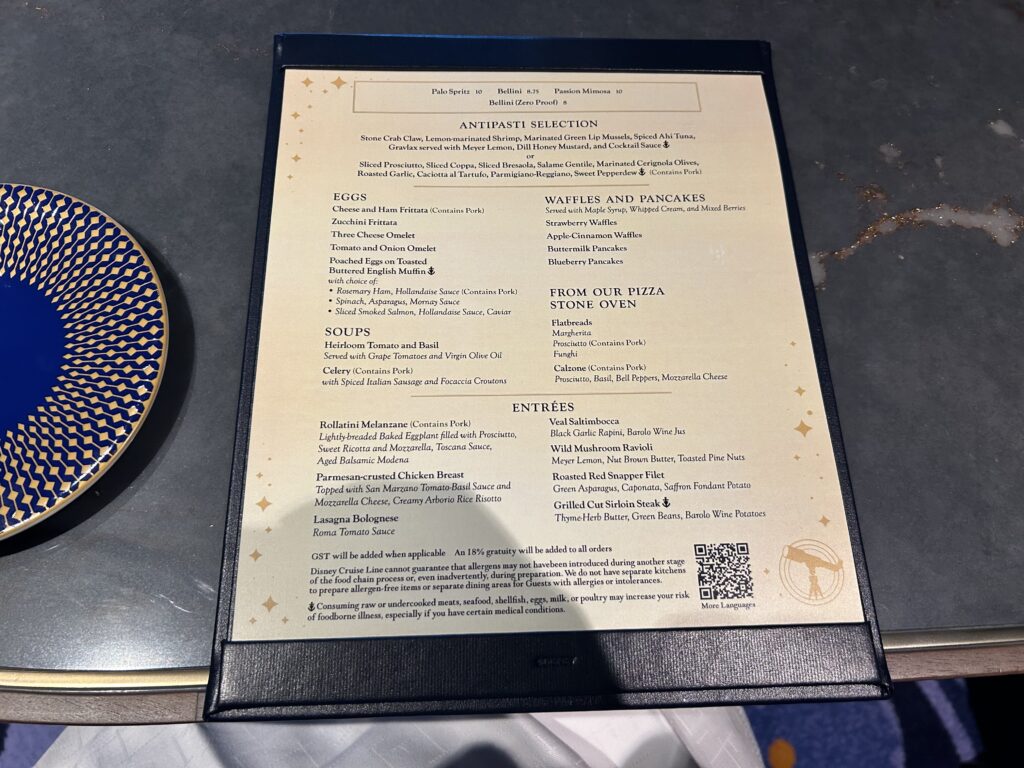 Palo Spritz 10 Bellini 8.75 Passion Mimosa 10
Bellini (Zero Proof) 8
ANTIPASTI SELECTION
Stone Crab Claw, Lemon-marinated Shrimp, Marinated Green Lip Mussels, Spiced Ahi Tuna,
Gravlax served with Meyer Lemon, Dill Honey Mustard, and Cocktail Sauce ⚓
or
Sliced Prosciutto, Sliced Coppa, Sliced Bresaola, Salame Gentile, Marinated Cerignola Olives,
Roasted Garlic, Caciotta al Tartufo, Parmigiano-Reggiano, Sweet Pepperdew ⚓ (Contains Pork)
EGGS
Cheese and Ham Frittata (Contains Pork)
Zucchini Frittata
Three Cheese Omelet
Tomato and Onion Omelet
Poached Eggs on Toasted
Buttered English Muffin ⚓
with choice of:
• Rosemary Ham, Hollandaise Sauce (Contains Pork)
• Spinach, Asparagus, Mornay Sauce
• Sliced Smoked Salmon, Hollandaise Sauce, Caviar
SOUPS
Heirloom Tomato and Basil
Served with Grape Tomatoes and Virgin Olive Oil
Celery (Contains Pork)
with Spiced Italian Sausage and Focaccia Croutons
WAFFLES AND PANCAKES
Served with Maple Syrup, Whipped Cream, and Mixed Berries
Strawberry Waffles
Apple-Cinnamon Waffles
Buttermilk Pancakes
Blueberry Pancakes
FROM OUR PIZZA
STONE OVEN
Flatbreads
Margherita
Prosciutto (Contains Pork)
Funghi
Calzone (Contains Pork)
Prosciutto, Basil, Bell Peppers, Mozzarella Cheese
ENTRÉES
Rollatini Melanzane (Contains Pork)
Lightly-breaded Baked Eggplant filled with Prosciutto,
Sweet Ricotta and Mozzarella, Toscana Sauce,
Aged Balsamic Modena
Parmesan-crusted Chicken Breast
Topped with San Marzano Tomato-Basil Sauce and
Mozzarella Cheese, Creamy Arborio Rice Risotto
Lasagna Bolognese
Roma Tomato Sauce
Veal Saltimbocca
Black Garlic Rapini, Barolo Wine Jus
Wild Mushroom Ravioli
Meyer Lemon, Nut Brown Butter, Toasted Pine Nuts
Roasted Red Snapper Filet
Green Asparagus, Caponata, Saffron Fondant Potato
Grilled Cut Sirloin Steak ⚓
Thyme-Herb Butter, Green Beans, Barolo Wine Potatoes
GST will be added when applicable An 18% gratuity will be added to all orders
Disney Cruise Line cannot guarantee that allergens may not havebeen introduced during another stage
of the food chain process or, even inadvertently, during preparation. We do not have separate kitchens
to prepare allergen-free items or separate dining areas for Guests with allergies or intolerances.
⚓ Consuming raw or undercooked meats, seafood, shellfish, eggs, milk, or poultry may increase your risk
of foodborne illness, especially if you have certain medical conditions.
More Languages